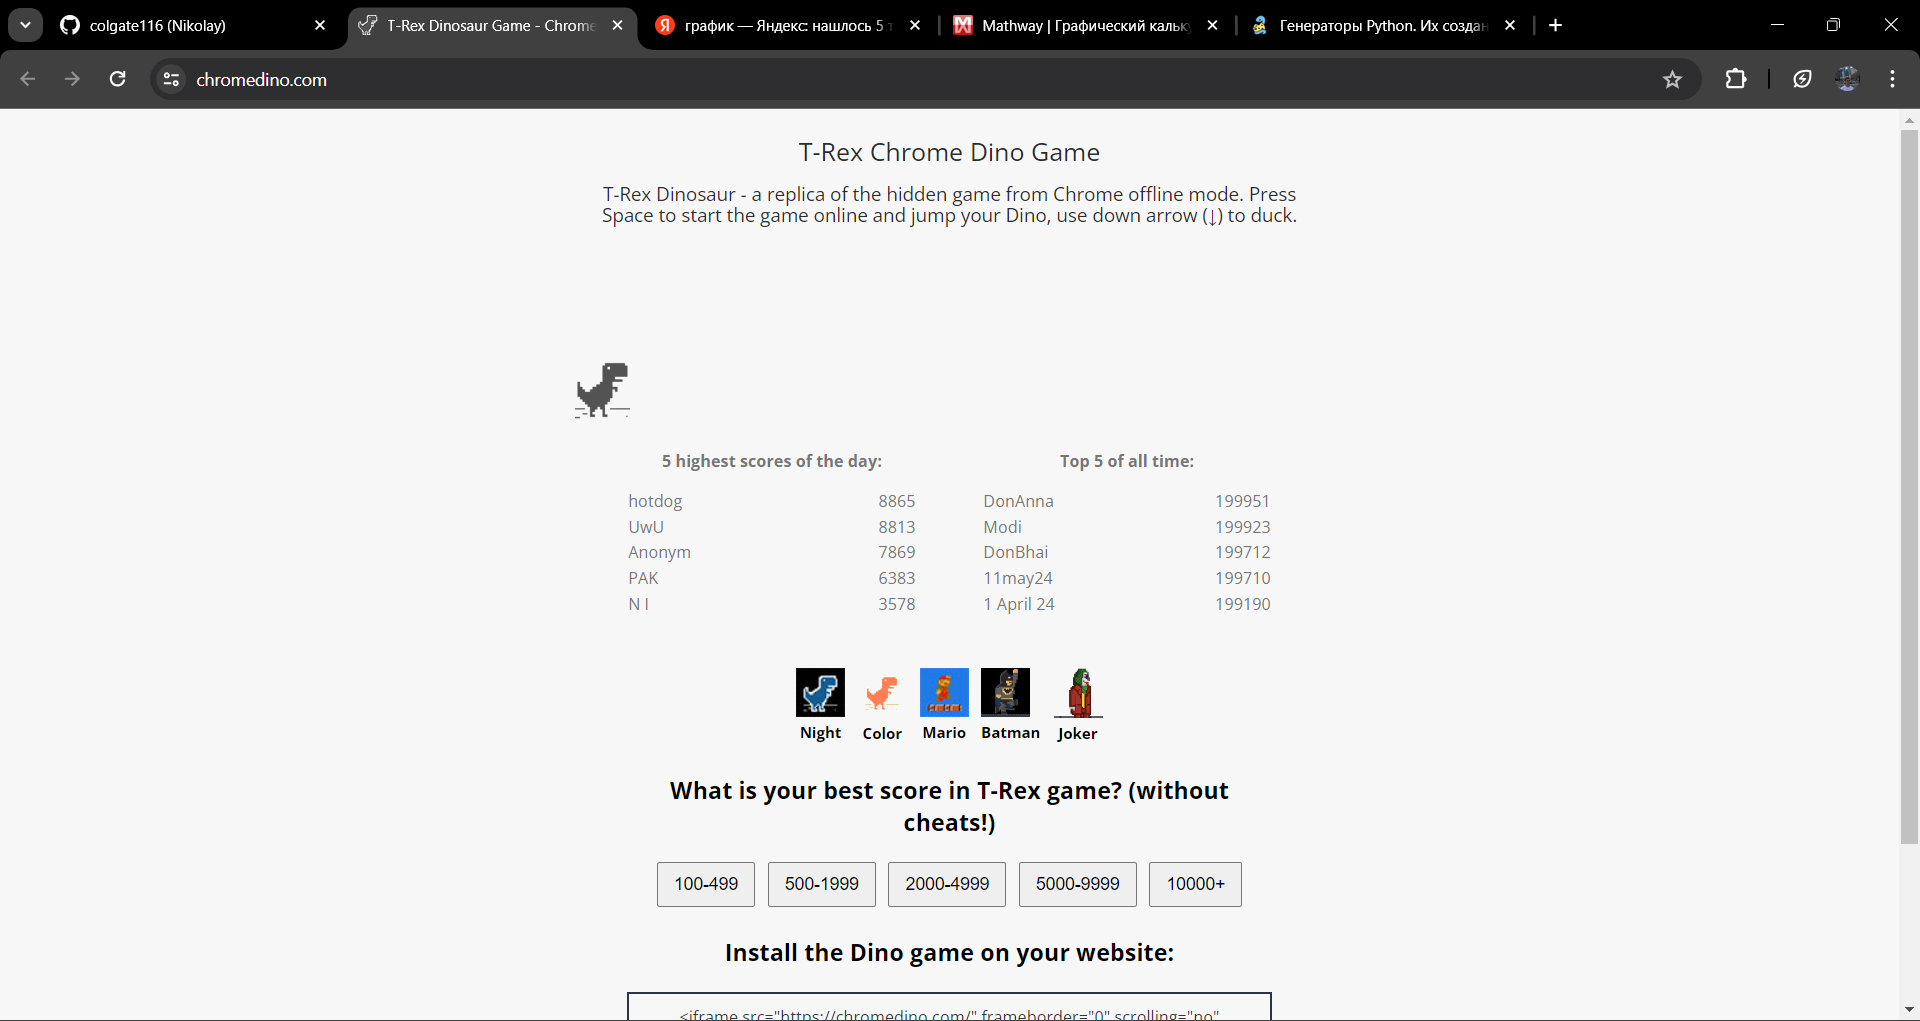 colgate116 (Nikolay)
T-Rex Dinosaur Game - Chrome
график — Яндекс: нашлось 5 т
Mathway | Графический кальку
Генераторы Python. Их создан
chromedino.com
T-Rex Chrome Dino Game
T-Rex Dinosaur - a replica of the hidden game from Chrome offline mode. Press
Space to start the game online and jump your Dino, use down arrow (↓) to duck.
5 highest scores of the day:
hotdog 8865
UwU 8813
Anonym 7869
PAK 6383
N I 3578
Top 5 of all time:
DonAnna 199951
Modi 199923
DonBhai 199712
11may24 199710
1 April 24 199190
Night
Color
Mario
Batman
Joker
What is your best score in T-Rex game? (without
cheats!)
100-499
500-1999
2000-4999
5000-9999
10000+
Install the Dino game on your website:
<iframe src="https://chromedino.com/" frameborder="0" scrolling="no"